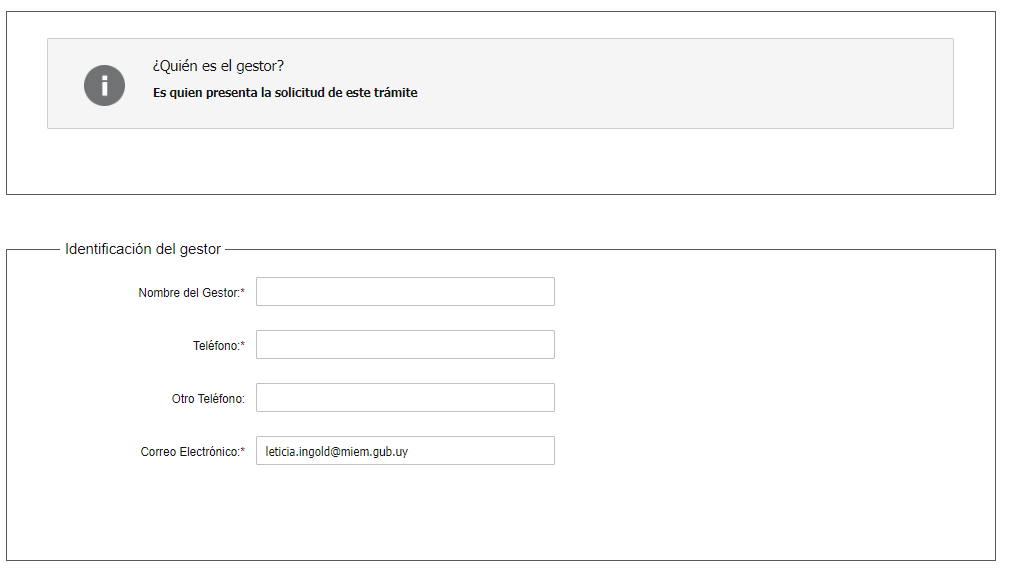 ¿Quién es el gestor?
Es quien presenta la solicitud de este trámite
Identificación del gestor
Nombre del Gestor:*
Teléfono:*
Otro Teléfono:
Correo Electrónico:* leticia.ingold@miem.gub.uy